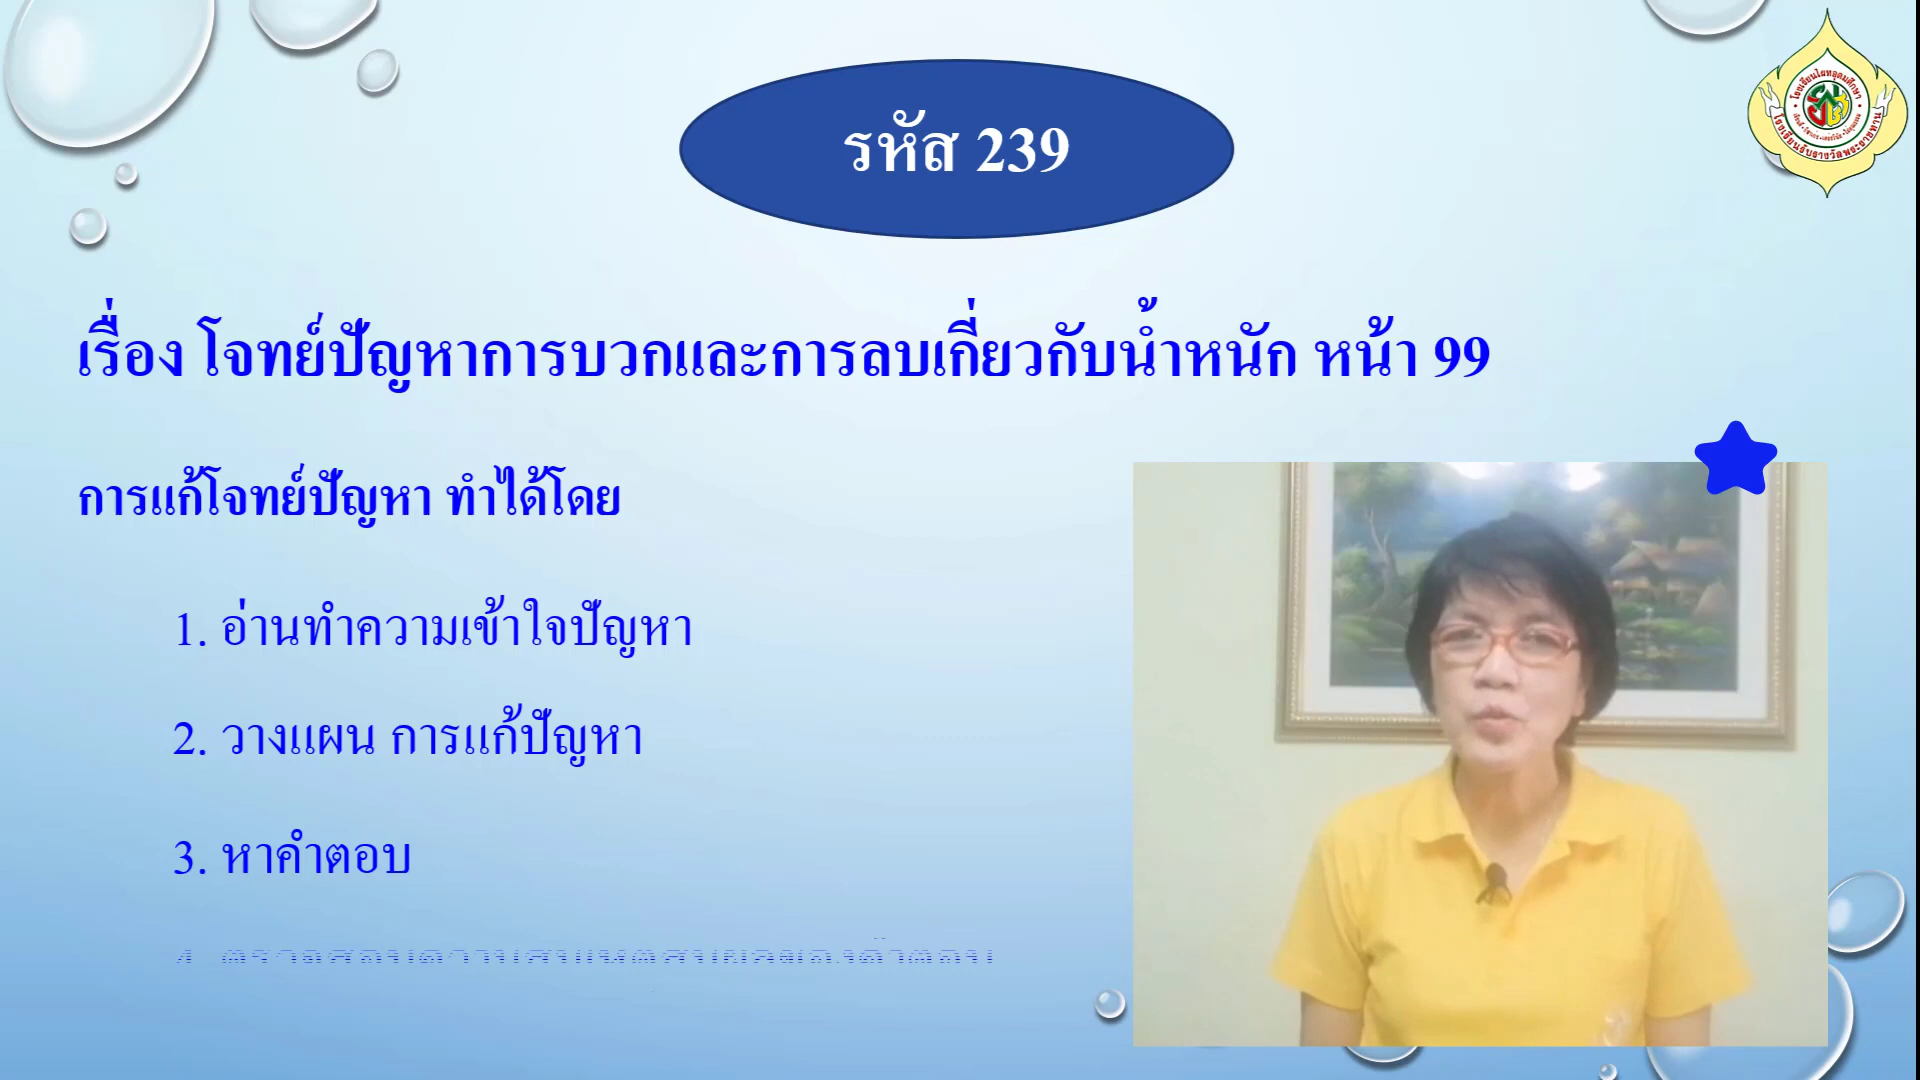 รหัส 239
เรื่อง โจทย์ปัญหาการบวกและการลบเกี่ยวกับน้ำหนัก หน้า 99
การแก้โจทย์ปัญหา ทำได้โดย
1. อ่านทำความเข้าใจปัญหา
2. วางแผน การแก้ปัญหา
3. หาคำตอบ